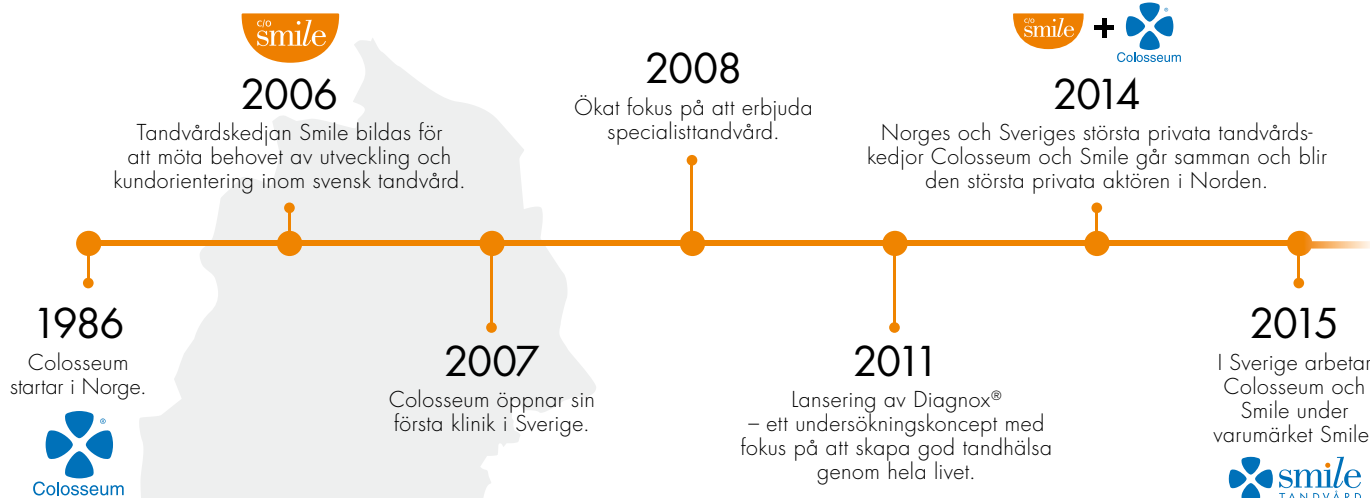 1986
Colosseum
startar i Norge.
®
Colosseum
c/o
smile
2006
Tandvårdskedjan Smile bildas för
att möta behovet av utveckling och
kundorientering inom svensk tandvård.
2007
Colosseum öppnar sin
första klinik i Sverige.
2008
Ökat fokus på att erbjuda
specialisttandvård.
2011
Lansering av Diagnox®
– ett undersökningskoncept med
fokus på att skapa god tandhälsa
genom hela livet.
c/o
smile
+
®
Colosseum
2014
Norges och Sveriges största privata tandvårds-
kedjor Colosseum och Smile går samman och blir
den största privata aktören i Norden.
2015
I Sverige arbetar
Colosseum och
Smile under
varumärket Smile
smile
TANDVÅRD